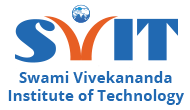 SVIT
Swami Vivekananda
Institute of Technology